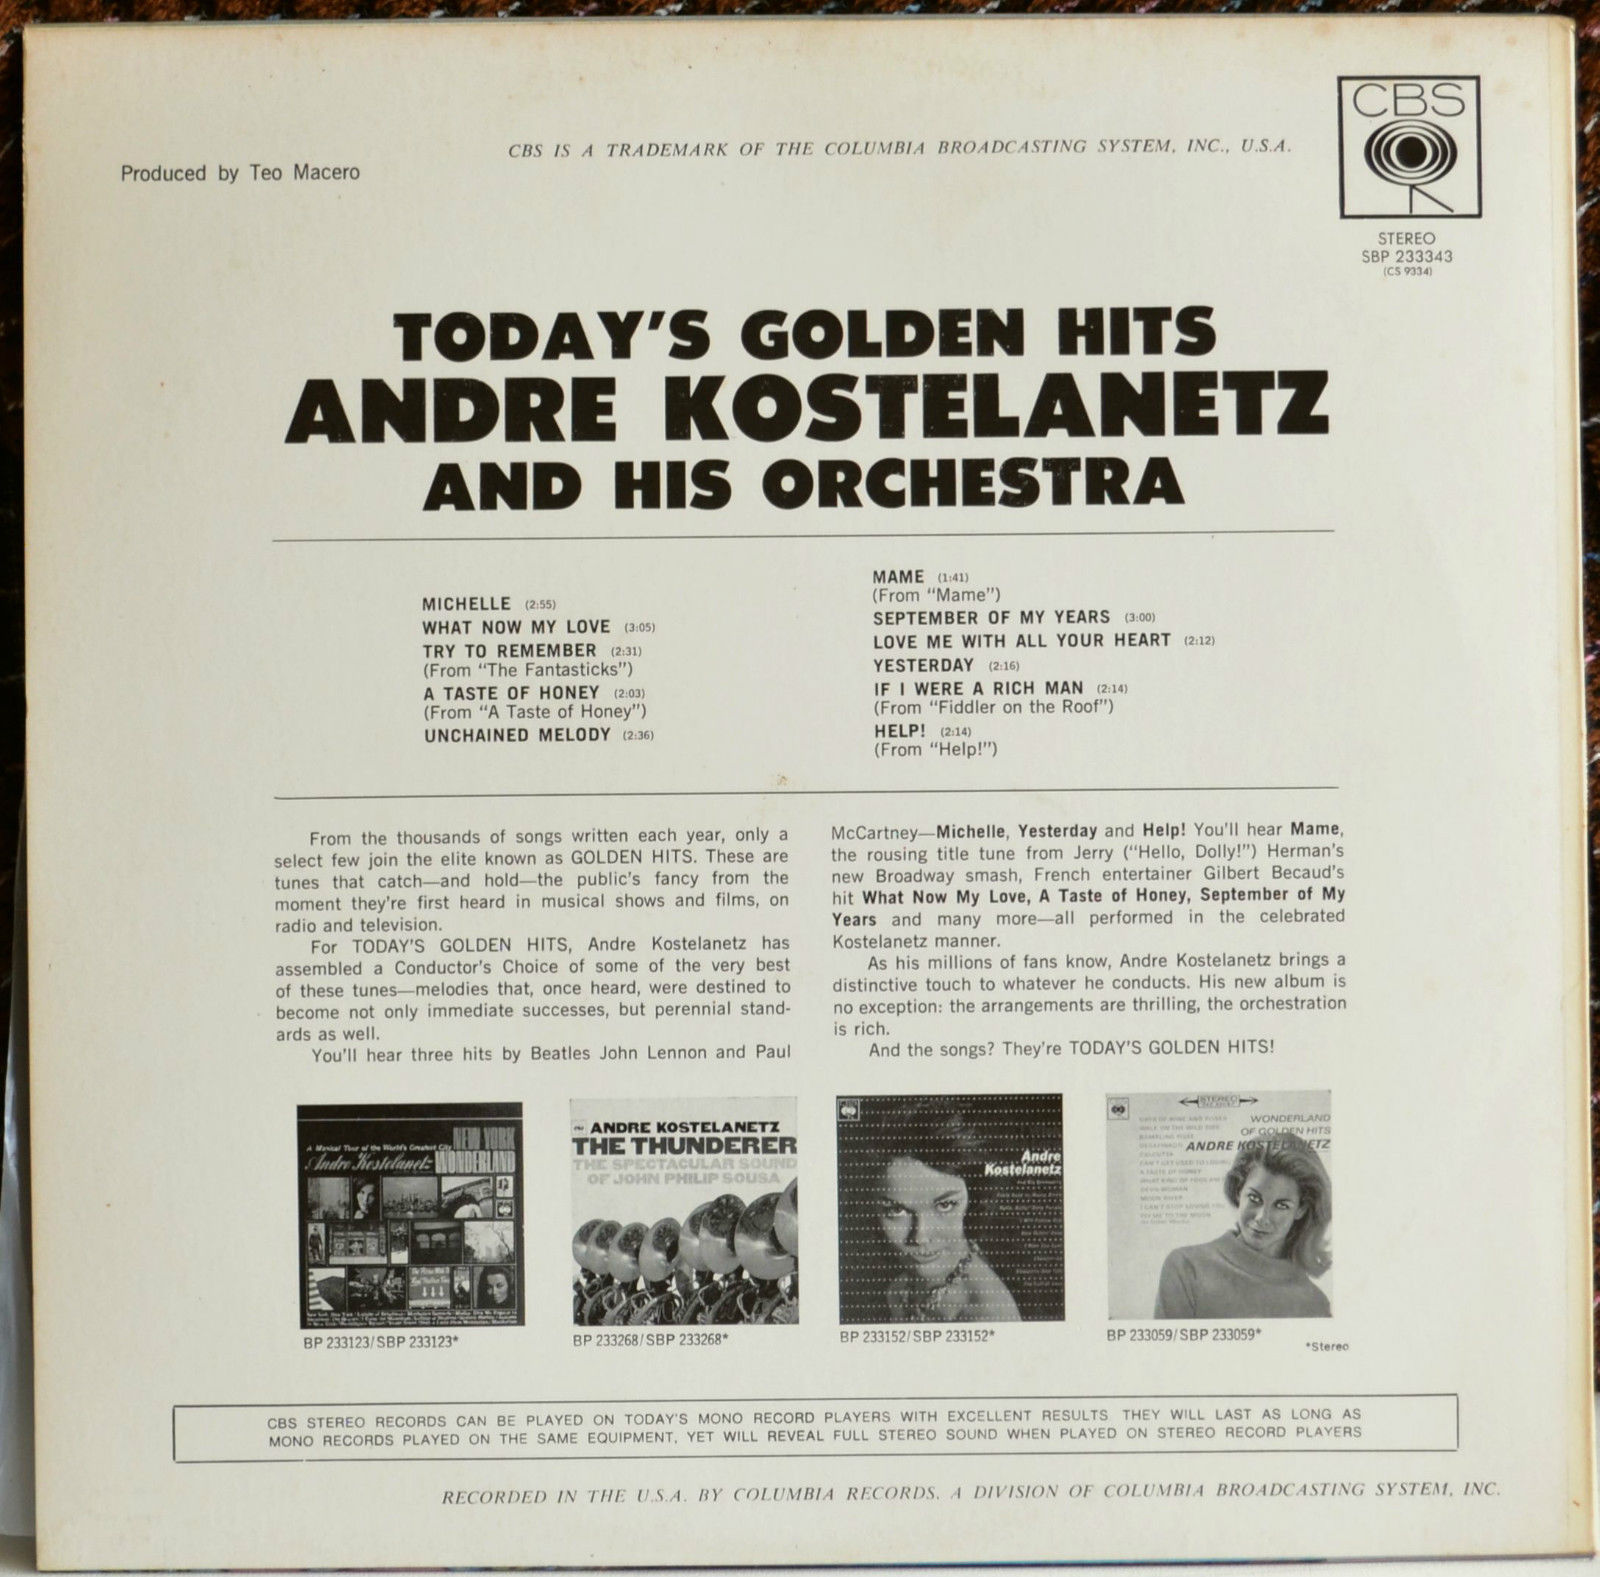 CBS
CBS IS A TRADEMARK OF THE COLUMBIA BROADCASTING SYSTEM, INC., U.S.A.
Produced by Teo Macero
STEREO
SBP 233343
(CS 9334)
TODAY'S GOLDEN HITS
ANDRE KOSTELANETZ
AND HIS ORCHESTRA
MICHELLE (2:55)
WHAT NOW MY LOVE (3:05)
TRY TO REMEMBER (2:31)
(From "The Fantasticks")
A TASTE OF HONEY (2:03)
(From "A Taste of Honey")
UNCHAINED MELODY (2:36)
MAME (1:41)
(From "Mame")
SEPTEMBER OF MY YEARS (3:00)
LOVE ME WITH ALL YOUR HEART (2:12)
YESTERDAY (2:16)
IF I WERE A RICH MAN (2:14)
(From "Fiddler on the Roof")
HELP! (2:14)
(From "Help!")
From the thousands of songs written each year, only a
select few join the elite known as GOLDEN HITS. These are
tunes that catch—and hold—the public's fancy from the
moment they're first heard in musical shows and films, on
radio and television.
For TODAY'S GOLDEN HITS, Andre Kostelanetz has
assembled a Conductor's Choice of some of the very best
of these tunes—melodies that, once heard, were destined to
become not only immediate successes, but perennial stand-
ards as well.
You'll hear three hits by Beatles John Lennon and Paul
McCartney—Michelle, Yesterday and Help! You'll hear Mame,
the rousing title tune from Jerry ("Hello, Dolly!") Herman's
new Broadway smash, French entertainer Gilbert Becaud's
hit What Now My Love, A Taste of Honey, September of My
Years and many more—all performed in the celebrated
Kostelanetz manner.
As his millions of fans know, Andre Kostelanetz brings a
distinctive touch to whatever he conducts. His new album is
no exception: the arrangements are thrilling, the orchestration
is rich.
And the songs? They're TODAY'S GOLDEN HITS!
A Musical Tour of the World's Greatest City
NEW YORK
Andre Kostelanetz
WONDERLAND
BP 233123/SBP 233123*
ANDRE KOSTELANETZ
THE THUNDERER
THE SPECTACULAR SOUND
OF JOHN PHILIP SOUSA
BP 233268/SBP 233268*
Andre
Kostelanetz
BP 233152/SBP 233152*
STEREO
WONDERLAND
OF GOLDEN HITS
ANDRE KOSTELANETZ
BP 233059/SBP 233059*
*Stereo
CBS STEREO RECORDS CAN BE PLAYED ON TODAY'S MONO RECORD PLAYERS WITH EXCELLENT RESULTS THEY WILL LAST AS LONG AS
MONO RECORDS PLAYED ON THE SAME EQUIPMENT, YET WILL REVEAL FULL STEREO SOUND WHEN PLAYED ON STEREO RECORD PLAYERS
RECORDED IN THE U.S.A. BY COLUMBIA RECORDS. A DIVISION OF COLUMBIA BROADCASTING SYSTEM, INC.